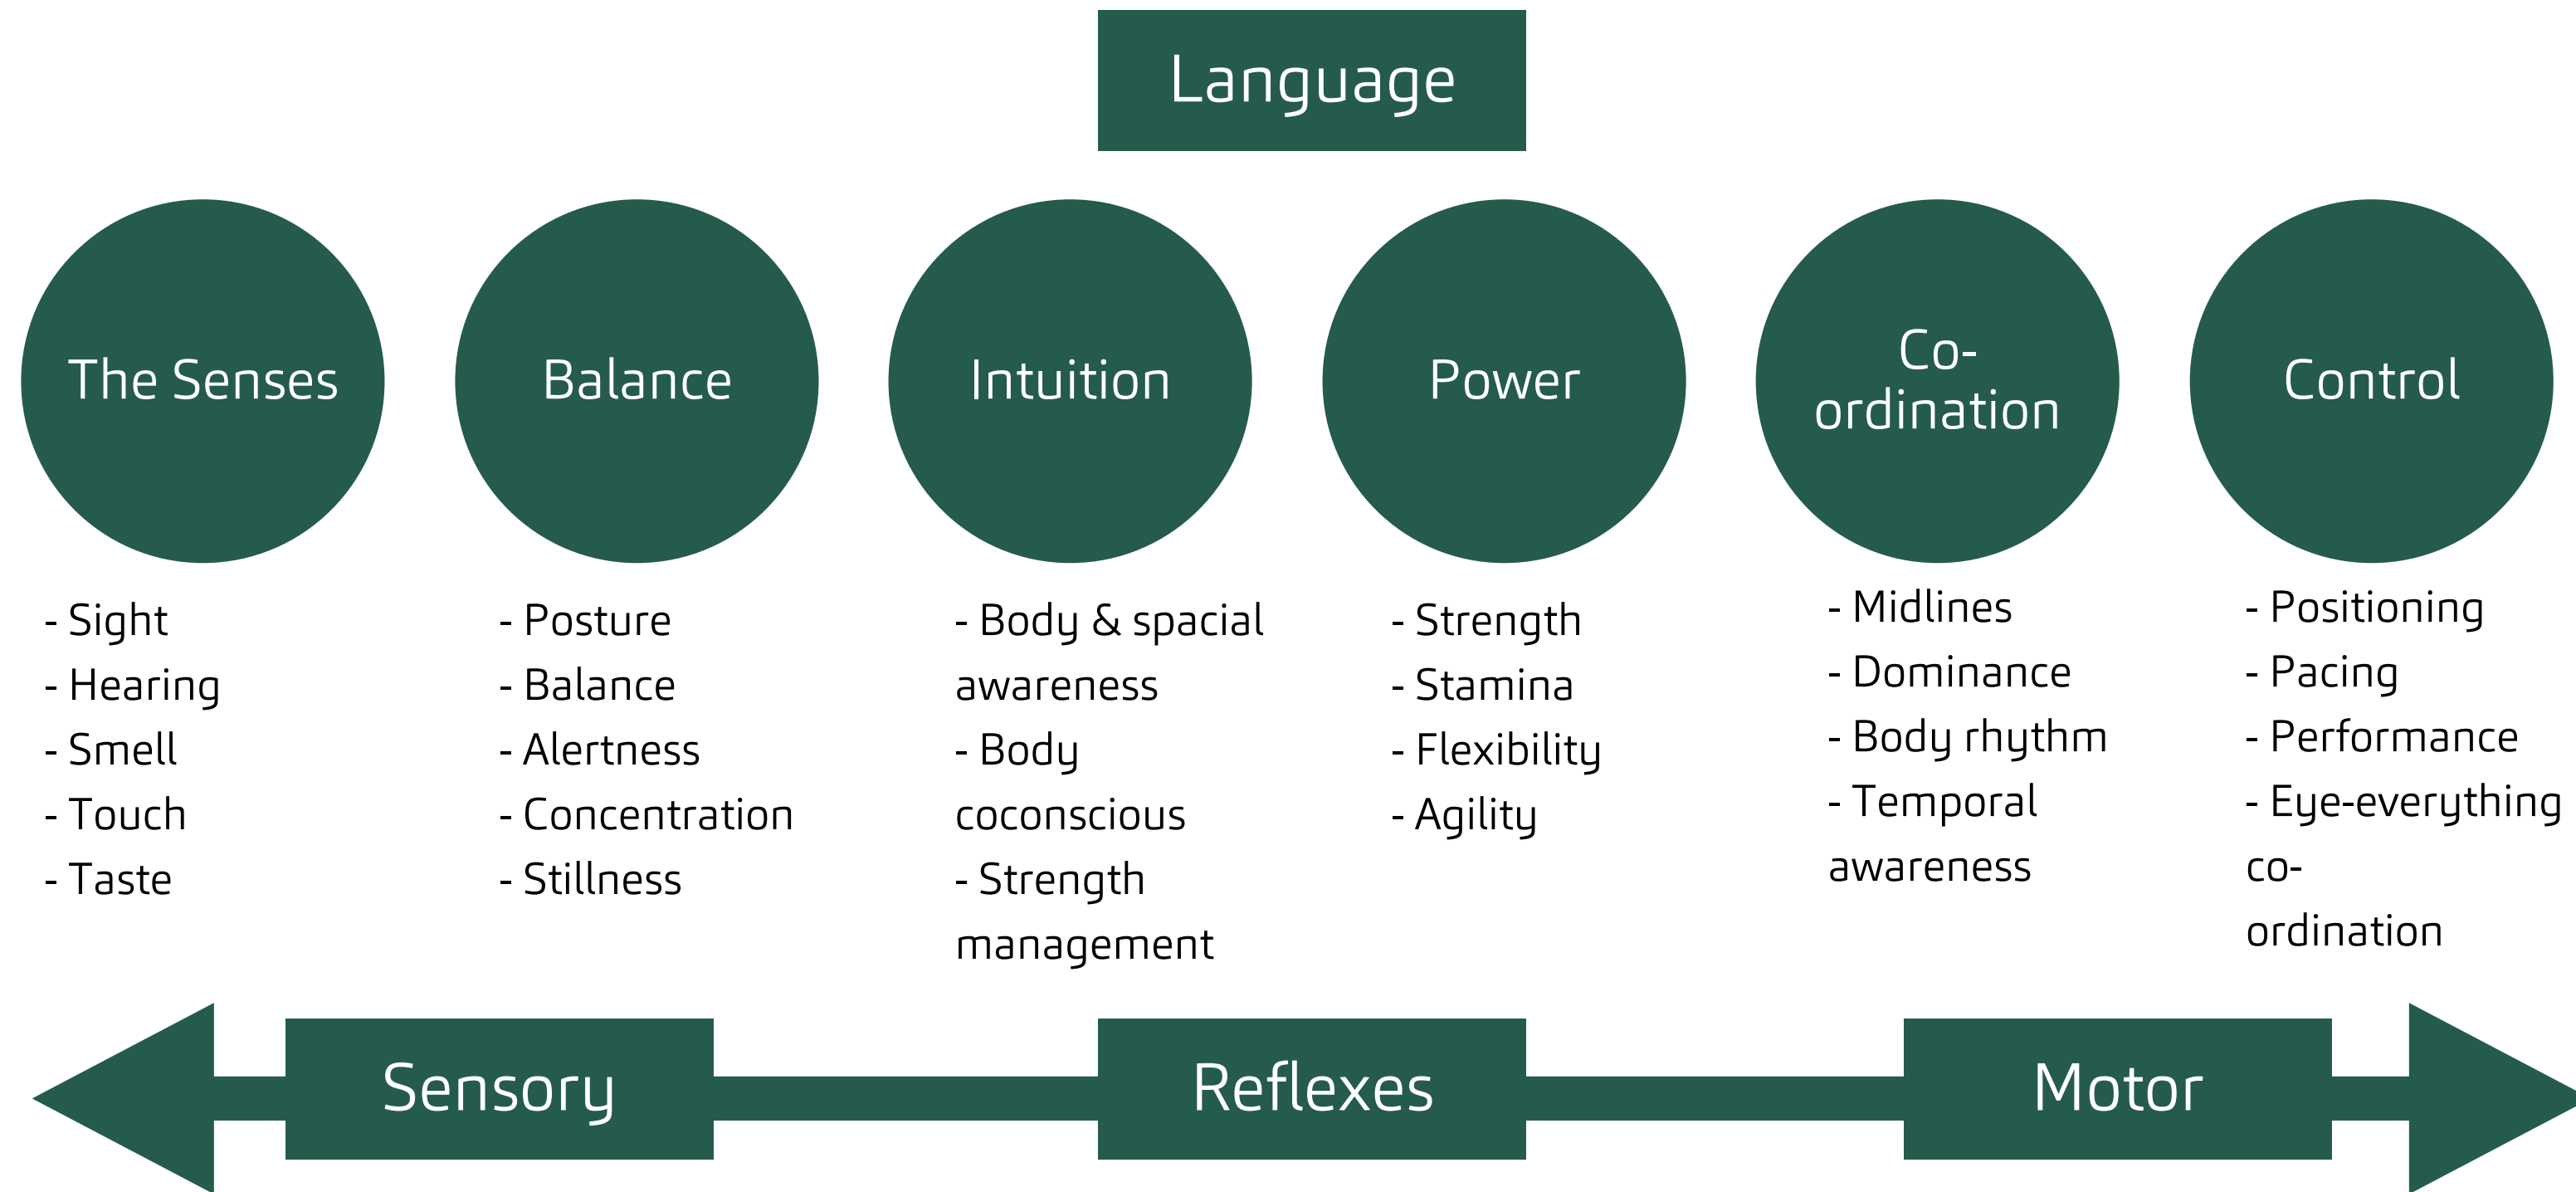 Language
The Senses
- Sight
- Hearing
- Smell
- Touch
- Taste
Balance
- Posture
- Balance
- Alertness
- Concentration
- Stillness
Intuition
- Body & spacial
awareness
- Body
coconscious
- Strength
management
Power
- Strength
- Stamina
- Flexibility
- Agility
Co-
ordination
- Midlines
- Dominance
- Body rhythm
- Temporal
awareness
Control
- Positioning
- Pacing
- Performance
- Eye-everything
co-
ordination
Sensory
Reflexes
Motor